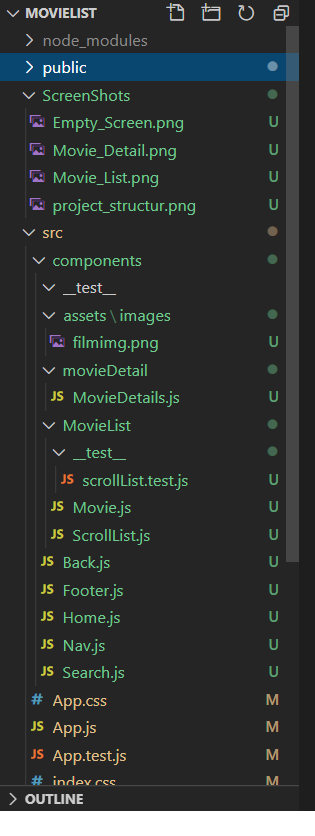 MOVIELIST
node_modules
public
ScreenShots
Empty_Screen.png U
Movie_Detail.png U
Movie_List.png U
project_structur.png U
src
components
__test__
assets\images
filmimg.png U
movieDetail
JS MovieDetails.js U
MovieList
__test__
JS scrollList.test.js U
JS Movie.js U
JS ScrollList.js U
JS Back.js U
JS Footer.js U
JS Home.js U
JS Nav.js U
JS Search.js U
# App.css M
JS App.js M
JS App.test.js M
# index.css M
OUTLINE